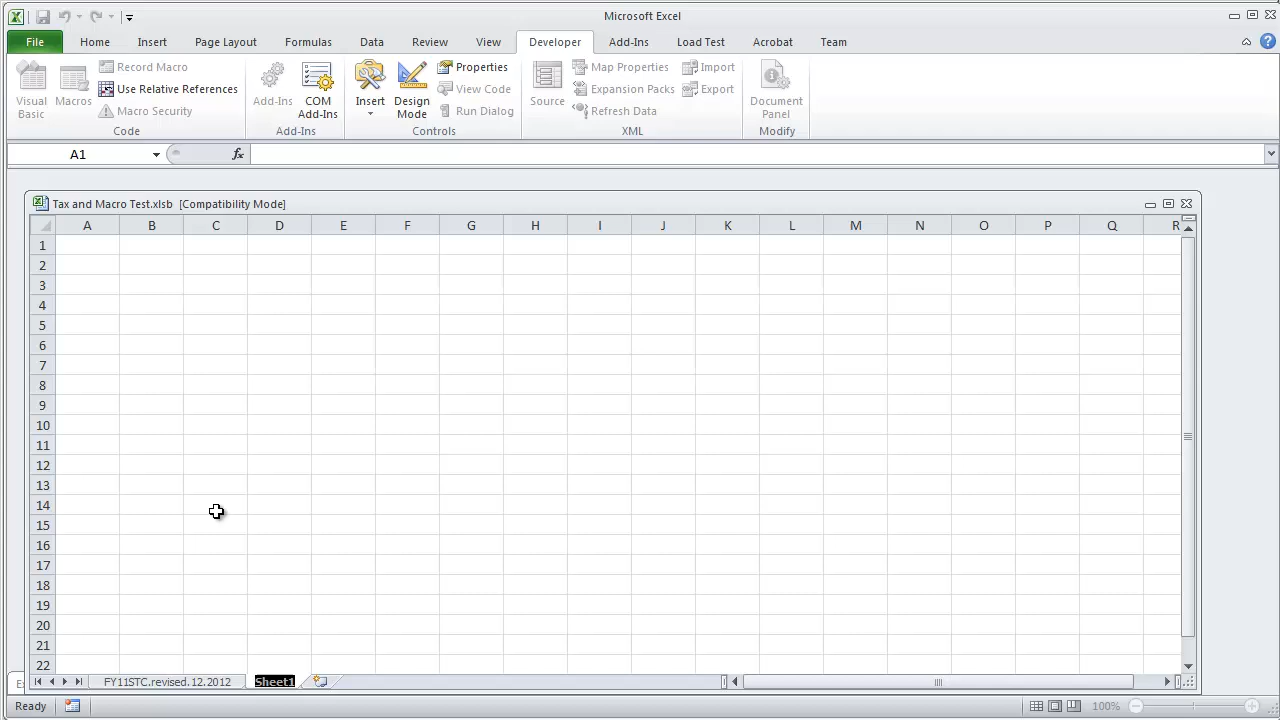 Microsoft Excel
File Home Insert Page Layout Formulas Data Review View Developer Add-Ins Load Test Acrobat Team
Visual Basic
Macros
Record Macro
Use Relative References
Macro Security
Code
Add-Ins
COM Add-Ins
Add-Ins
Insert
Design Mode
Properties
View Code
Run Dialog
Controls
Source
Map Properties
Expansion Packs
Refresh Data
Import
Export
XML
Document Panel
Modify
A1 fx
Tax and Macro Test.xlsb [Compatibility Mode]
A B C D E F G H I J K L M N O P Q R
1
2
3
4
5
6
7
8
9
10
11
12
13
14
15
16
17
18
19
20
21
22
FY11STC.revised.12.2012 Sheet1
Ready 100%